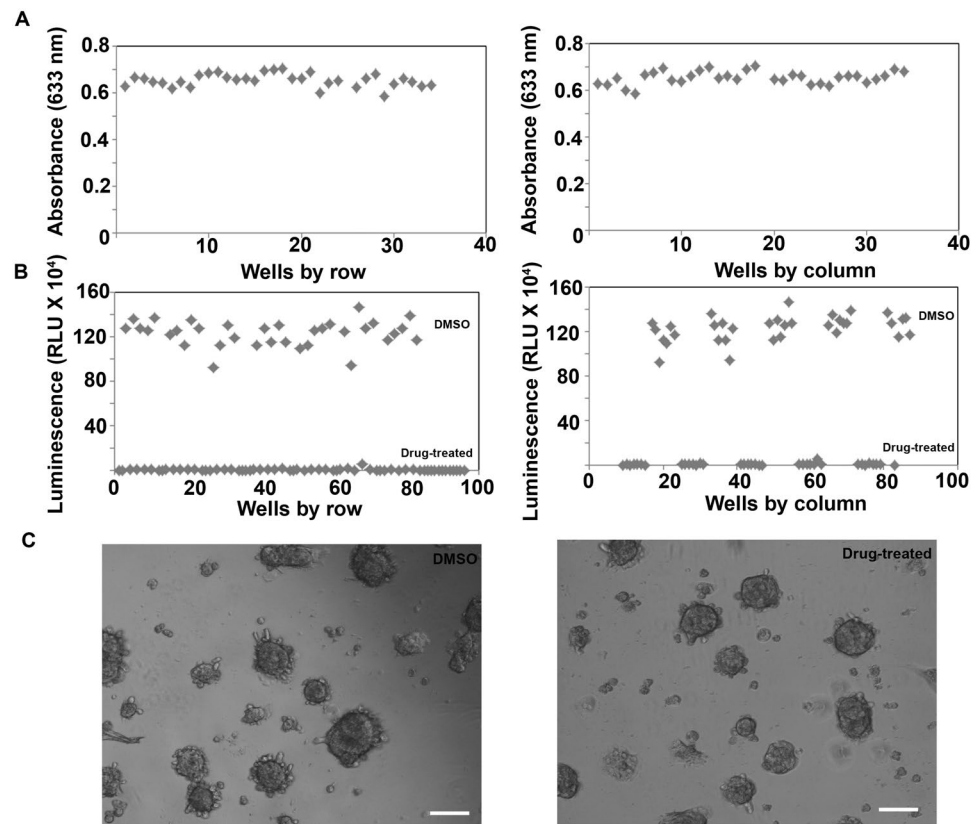 A
Absorbance (633 nm)
0.8
0.6
0.4
0.2
0
10
20
30
40
Wells by row
Absorbance (633 nm)
0.8
0.6
0.4
0.2
0
10
20
30
40
Wells by column
B
Luminescence (RLU X 10⁴)
160
120
80
40
DMSO
Drug-treated
0
20
40
60
80
100
Wells by row
Luminescence (RLU X 10⁴)
160
120
80
40
0
DMSO
Drug-treated
0
20
40
60
80
100
Wells by column
C
DMSO
Drug-treated